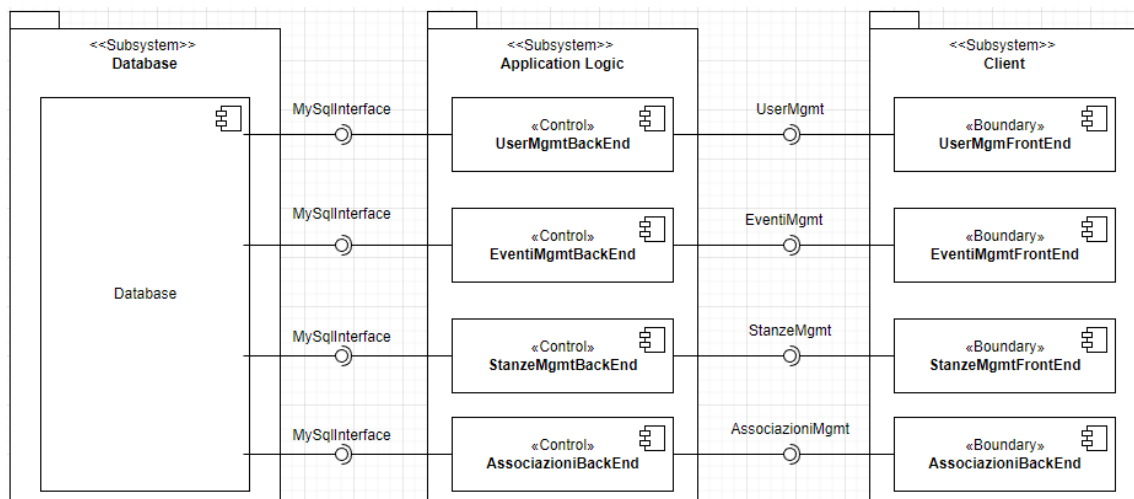 <<Subsystem>>
Database
Database
MySqlInterface
MySqlInterface
MySqlInterface
MySqlInterface
<<Subsystem>>
Application Logic
«Control»
UserMgmtBackEnd
«Control»
EventiMgmtBackEnd
«Control»
StanzeMgmtBackEnd
«Control»
AssociazioniBackEnd
UserMgmt
EventiMgmt
StanzeMgmt
AssociazioniMgmt
<<Subsystem>>
Client
«Boundary»
UserMgmFrontEnd
«Boundary»
EventiMgmtFrontEnd
«Boundary»
StanzeMgmtFrontEnd
«Boundary»
AssociazioniBackEnd